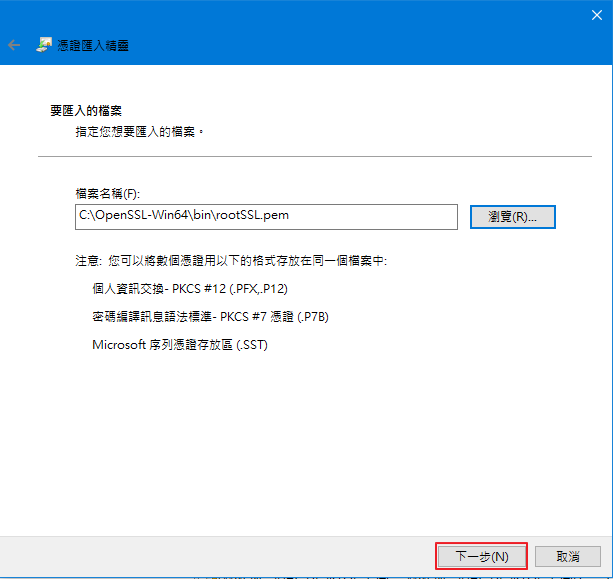 憑證匯入精靈
要匯入的檔案
指定您想要匯入的檔案。
檔案名稱(F):
C:\OpenSSL-Win64\bin\rootSSL.pem
瀏覽(R)...
注意: 您可以將數個憑證用以下的格式存放在同一個檔案中:
個人資訊交換- PKCS #12 (.PFX,.P12)
密碼編譯訊息語法標準- PKCS #7 憑證 (.P7B)
Microsoft 序列憑證存放區 (.SST)
下一步(N)
取消